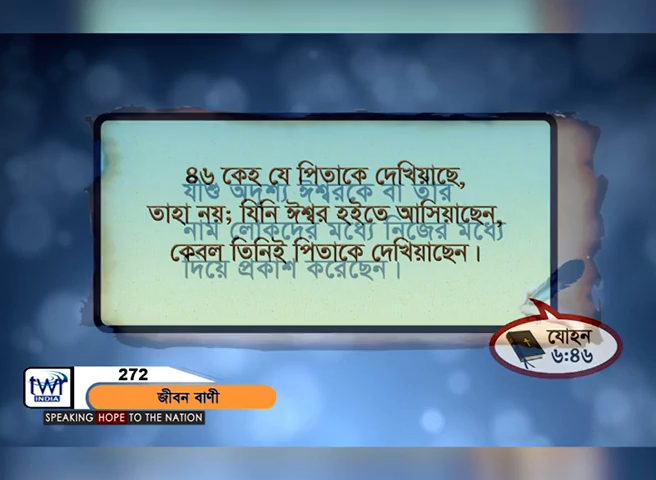 ৪৬ কেহ যে পিতাকে দেখিয়াছে,
যীশু অদৃশ্য ঈশ্বরকে বা তাঁর
তাহা নয়; যিনি ঈশ্বর হইতে আসিয়াছেন,
নাম লোকদের মধ্যে নিজের মধ্যে
কেবল তিনিই পিতাকে দেখিয়াছেন।
দিয়ে প্রকাশ করেছেন।
যোহন
৬:৪৬
272
twr
INDIA
জীবন বাণী
SPEAKING HOPE TO THE NATION